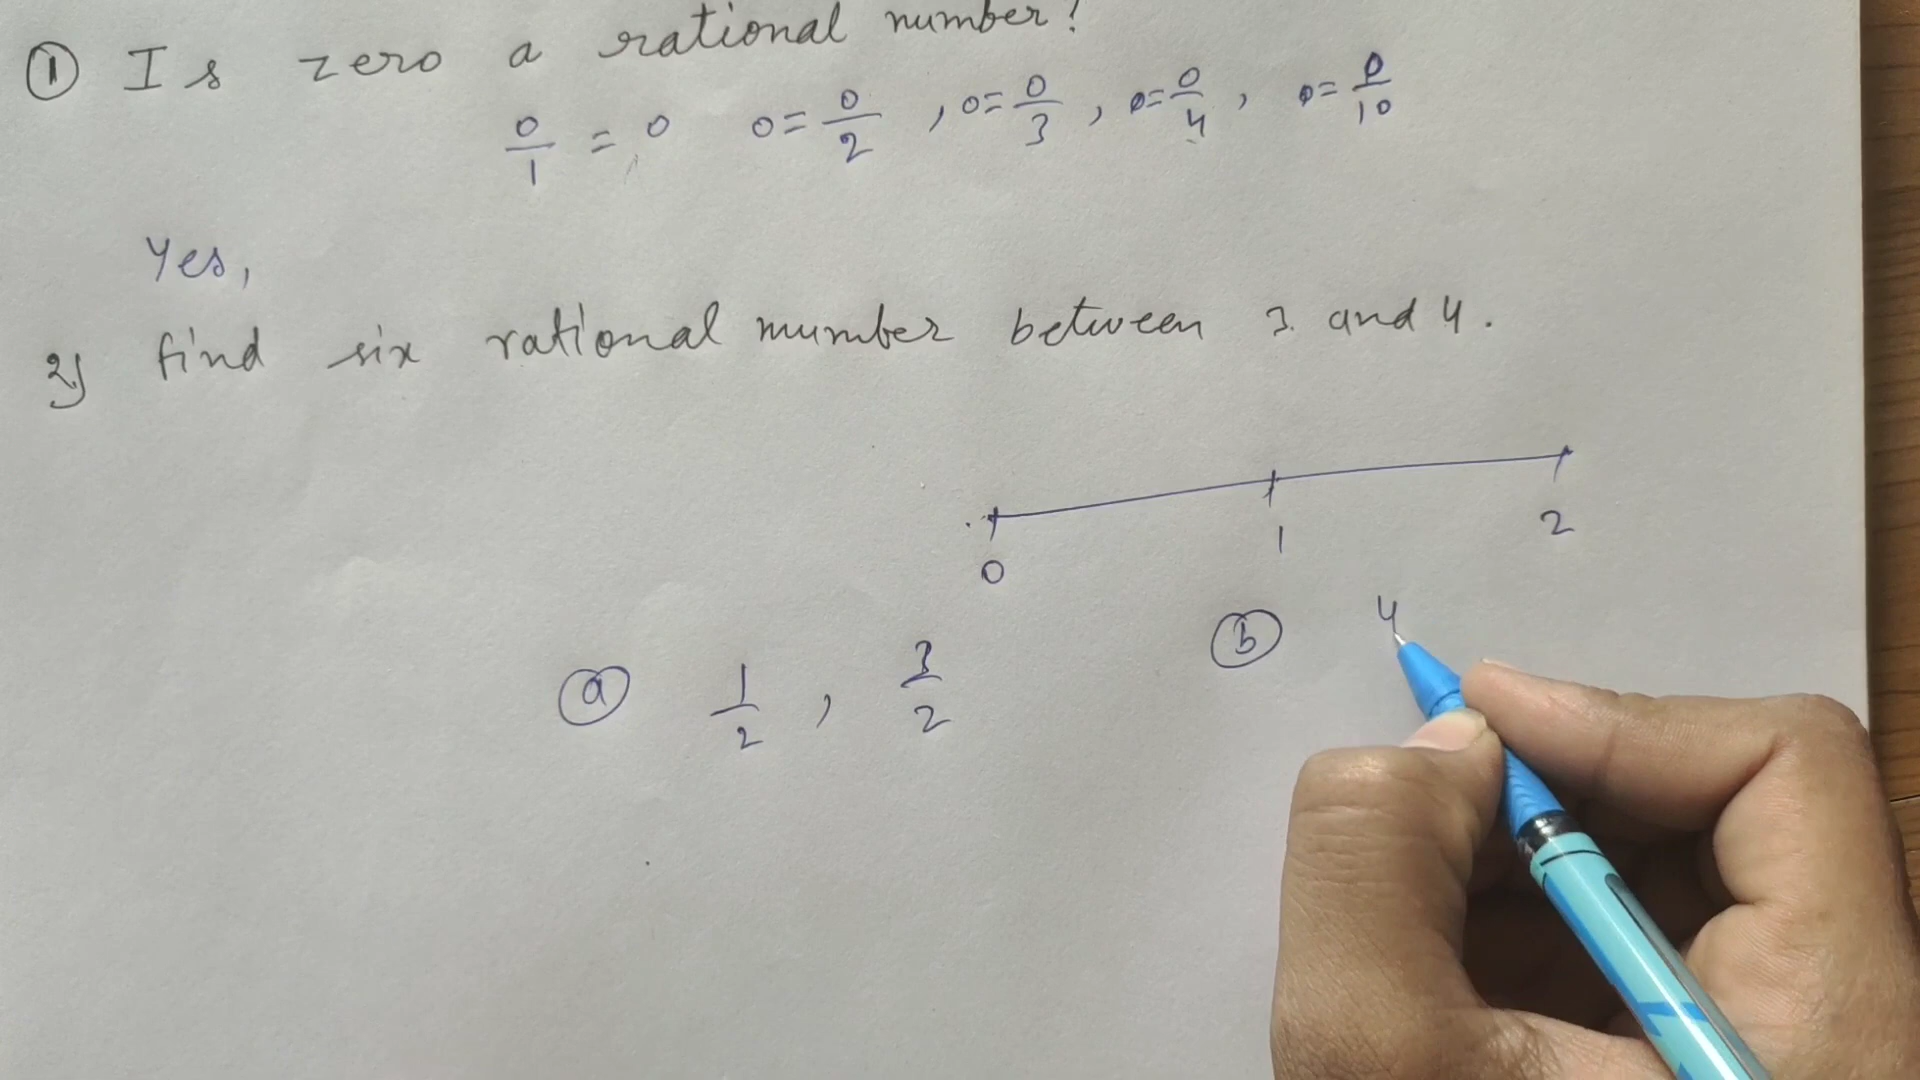 ① Is zero a rational number?
0/1 = 0 0 = 0/2 , 0 = 0/3 , 0 = 0/4 , 0 = 0/10
Yes,
2) find six rational number between 3 and 4.
0 1 2
ⓐ 1/2 , 3/2 ⓑ 4